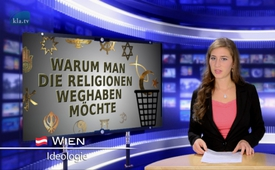 kla.tv
WARUM MAN
DIE RELIGIONEN
WEGHABEN
MÖCHTE
WIEN
Ideologie